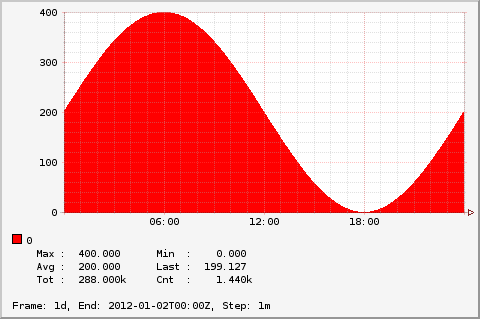 400
300
200
100
0
06:00 12:00 18:00
0
Max : 400.000 Min : 0.000
Avg : 200.000 Last : 199.127
Tot : 288.000k Cnt : 1.440k
Frame: 1d, End: 2012-01-02T00:00Z, Step: 1m